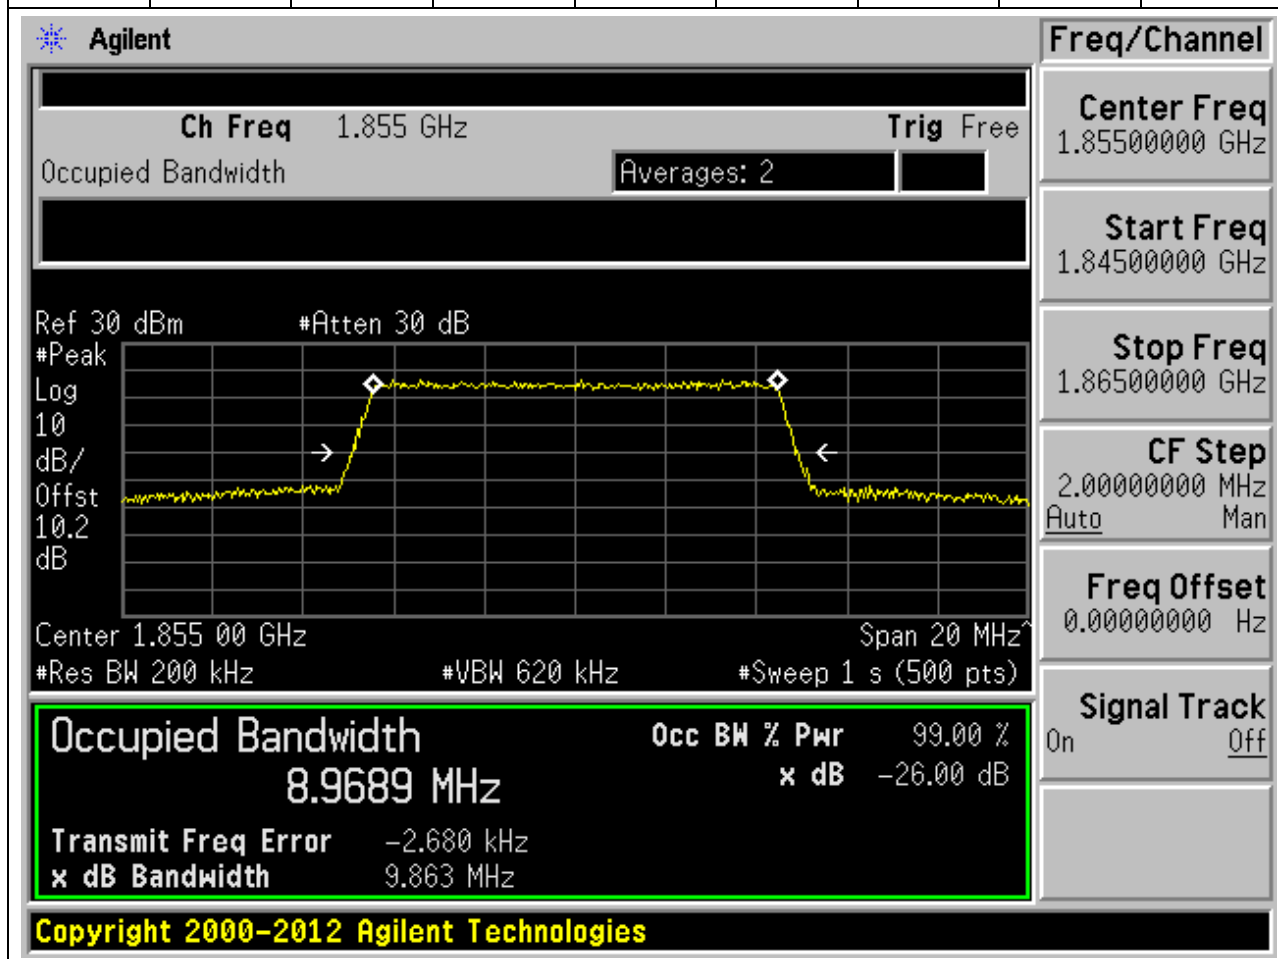 Agilent
Freq/Channel
Ch Freq 1.855 GHz Trig Free
Occupied Bandwidth Averages: 2
Center Freq
1.85500000 GHz
Start Freq
1.84500000 GHz
Stop Freq
1.86500000 GHz
CF Step
2.00000000 MHz
Auto Man
Freq Offset
0.00000000 Hz
Signal Track
On Off
Ref 30 dBm #Atten 30 dB
#Peak
Log
10
dB/
Offst
10.2
dB
Center 1.855 00 GHz Span 20 MHz^
#Res BW 200 kHz #VBW 620 kHz #Sweep 1 s (500 pts)
Occupied Bandwidth Occ BW % Pwr 99.00 %
8.9689 MHz x dB -26.00 dB
Transmit Freq Error -2.680 kHz
x dB Bandwidth 9.863 MHz
Copyright 2000-2012 Agilent Technologies